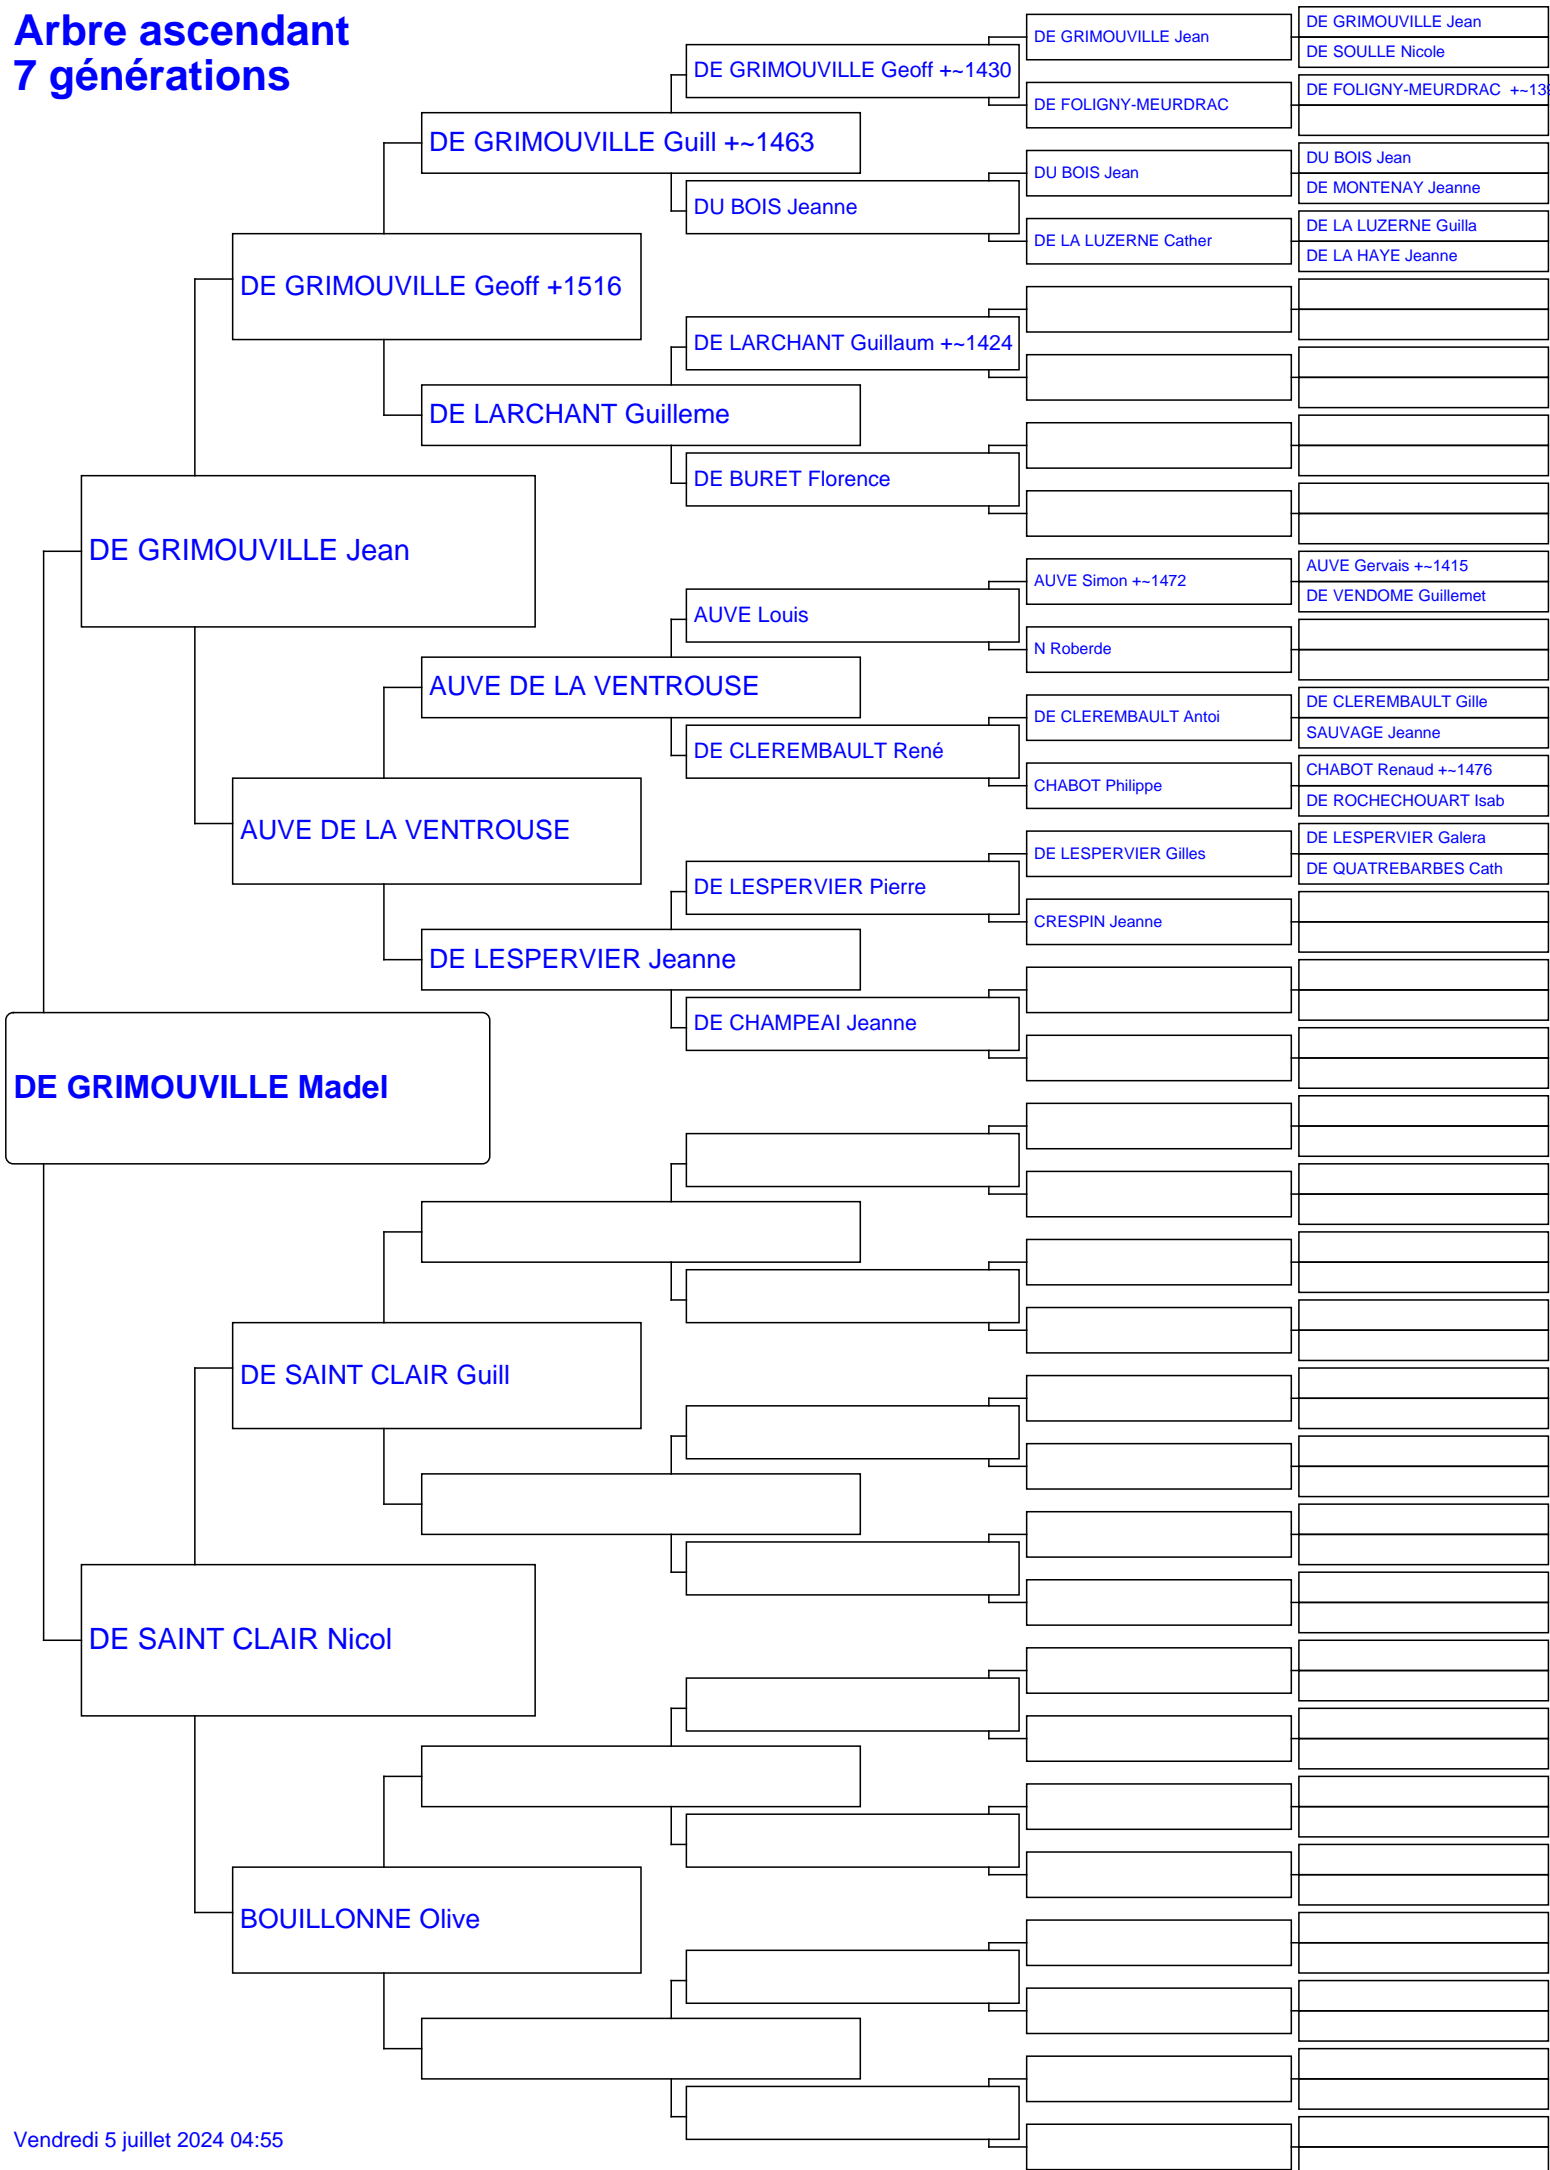 Arbre ascendant
7 générations
DE GRIMOUVILLE Madel
DE GRIMOUVILLE Jean
DE SAINT CLAIR Nicol
DE GRIMOUVILLE Geoff +1516
AUVE DE LA VENTROUSE
DE SAINT CLAIR Guill
BOUILLONNE Olive
DE GRIMOUVILLE Guill +~1463
DE LARCHANT Guilleme
AUVE DE LA VENTROUSE
DE LESPERVIER Jeanne
DE GRIMOUVILLE Geoff +~1430
DU BOIS Jeanne
DE LARCHANT Guillaum +~1424
DE BURET Florence
AUVE Louis
DE CLEREMBAULT René
DE LESPERVIER Pierre
DE CHAMPEAI Jeanne
DE GRIMOUVILLE Jean
DE FOLIGNY-MEURDRAC
DU BOIS Jean
DE LA LUZERNE Cather
AUVE Simon +~1472
N Roberde
DE CLEREMBAULT Antoi
CHABOT Philippe
DE LESPERVIER Gilles
CRESPIN Jeanne
DE GRIMOUVILLE Jean
DE SOULLE Nicole
DE FOLIGNY-MEURDRAC
DU BOIS Jean
DE MONTENAY Jeanne
DE LA LUZERNE Guilla
DE LA HAYE Jeanne
AUVE Gervais +~1415
DE VENDOME Guillemet
DE CLEREMBAULT Gille
SAUVAGE Jeanne
CHABOT Renaud +~1476
DE ROCHECHOUART Isab
DE LESPERVIER Galera
DE QUATREBARBES Cath
Vendredi 5 juillet 2024 04:55